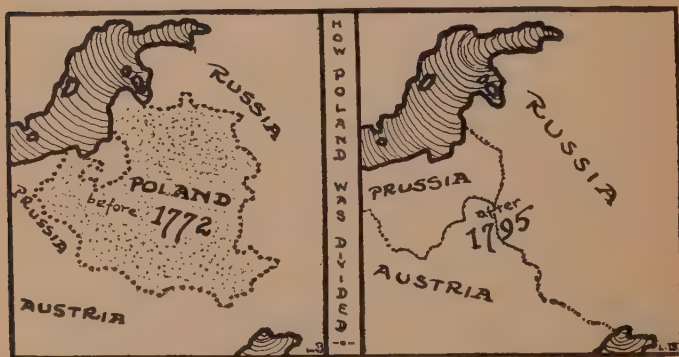 RUSSIA
POLAND
before 1772
PRUSSIA
AUSTRIA
HOW POLAND WAS DIVIDED
RUSSIA
PRUSSIA
after
1795
AUSTRIA